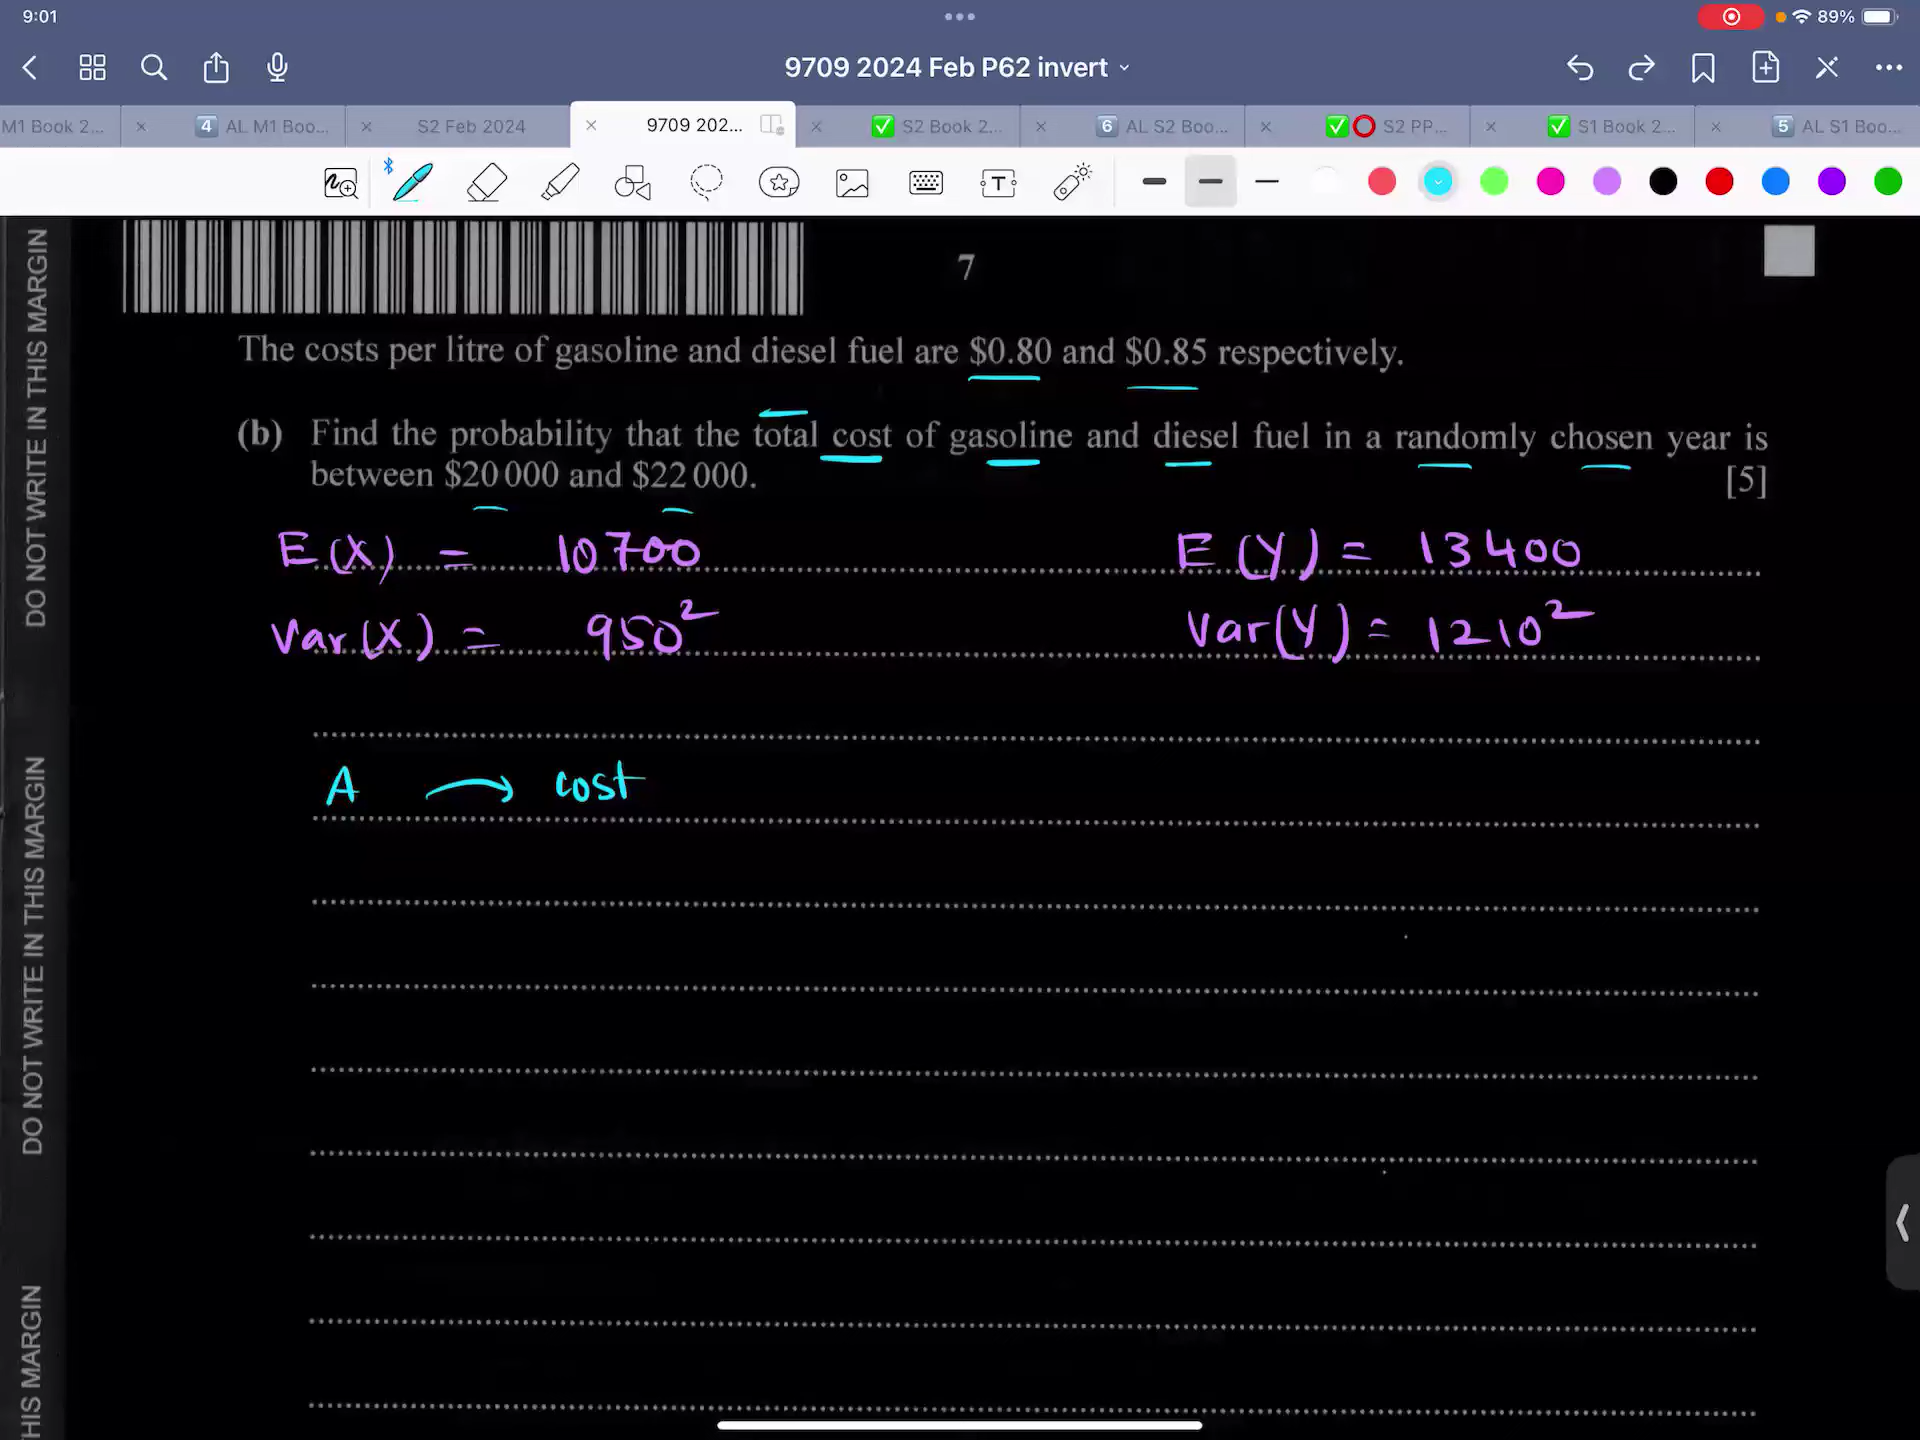 9:01
89%
9709 2024 Feb P62 invert
M1 Book 2...
4 AL M1 Boo...
S2 Feb 2024
9709 202...
S2 Book 2...
6 AL S2 Boo...
S2 PP...
S1 Book 2...
5 AL S1 Boo...
T
7
DO NOT WRITE IN THIS MARGIN
The costs per litre of gasoline and diesel fuel are $0.80 and $0.85 respectively.
(b) Find the probability that the total cost of gasoline and diesel fuel in a randomly chosen year is
between $20 000 and $22 000. [5]
E(X) = 10700 E(Y) = 13400
Var(X) = 950² Var(Y) = 1210²
A → cost
DO NOT WRITE IN THIS MARGIN
THIS MARGIN